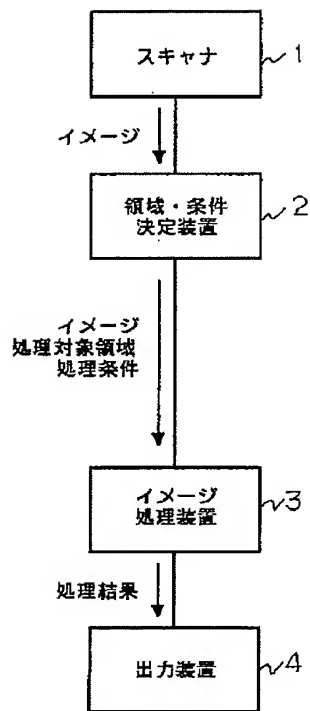 スキャナ
1
イメージ
領域・条件
決定装置
2
イメージ
処理対象領域
処理条件
イメージ
処理装置
3
処理結果
出力装置
4